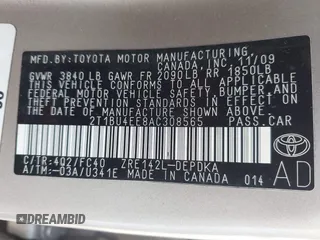 MFD. BY: TOYOTA MOTOR MANUFACTURING,
CANADA, INC. 11/09
GVWR 3840 LB GAWR FR 2090LB RR 1850LB
THIS VEHICLE CONFORMS TO ALL APPLICABLE
FEDERAL MOTOR VEHICLE SAFETY, BUMPER, AND
THEFT PREVENTION STANDARDS IN EFFECT ON
THE DATE OF MANUFACTURE SHOWN ABOVE.
2T1BU4EE8AC308565 PASS.CAR
C/TR:4Q2/FC40 ZRE142L-DEPDKA
A/TM:-03A/U341E MADE IN CANADA 014
TOYOTA
AD
DREAMBID